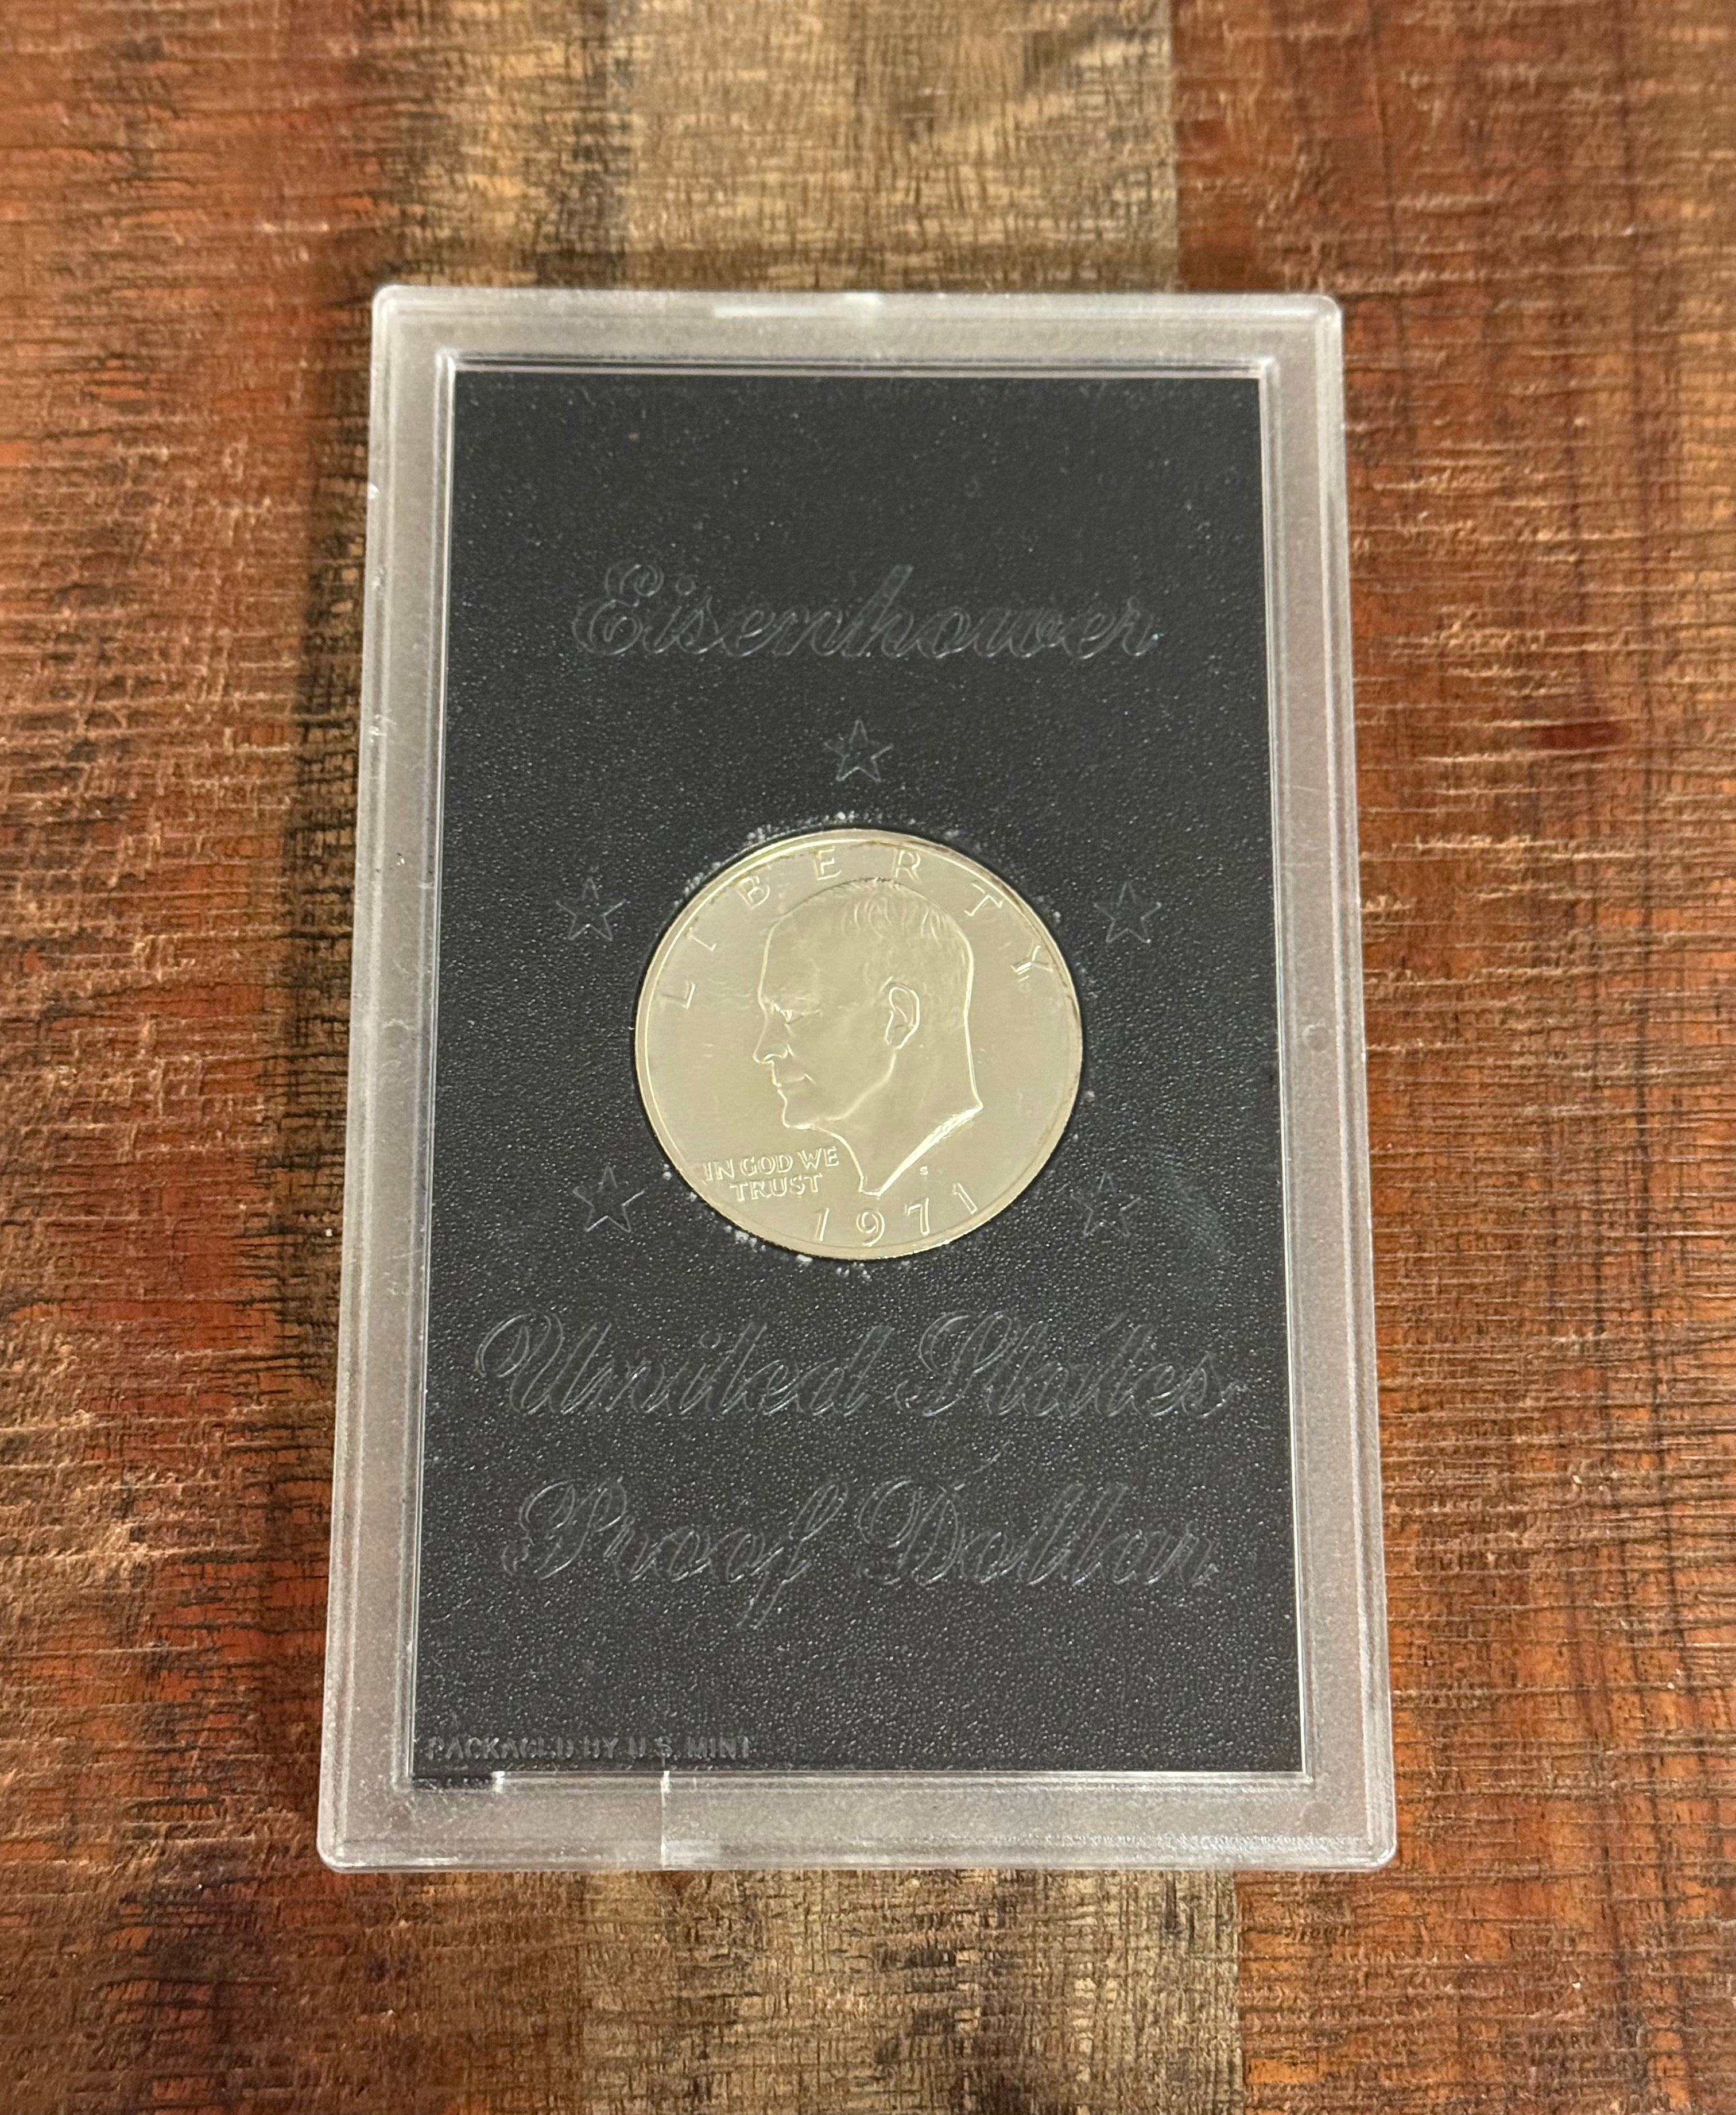 Eisenhower
LIBERTY
IN GOD WE
TRUST
S
1971
United States
Proof Dollar
PACKAGED BY U.S. MINT